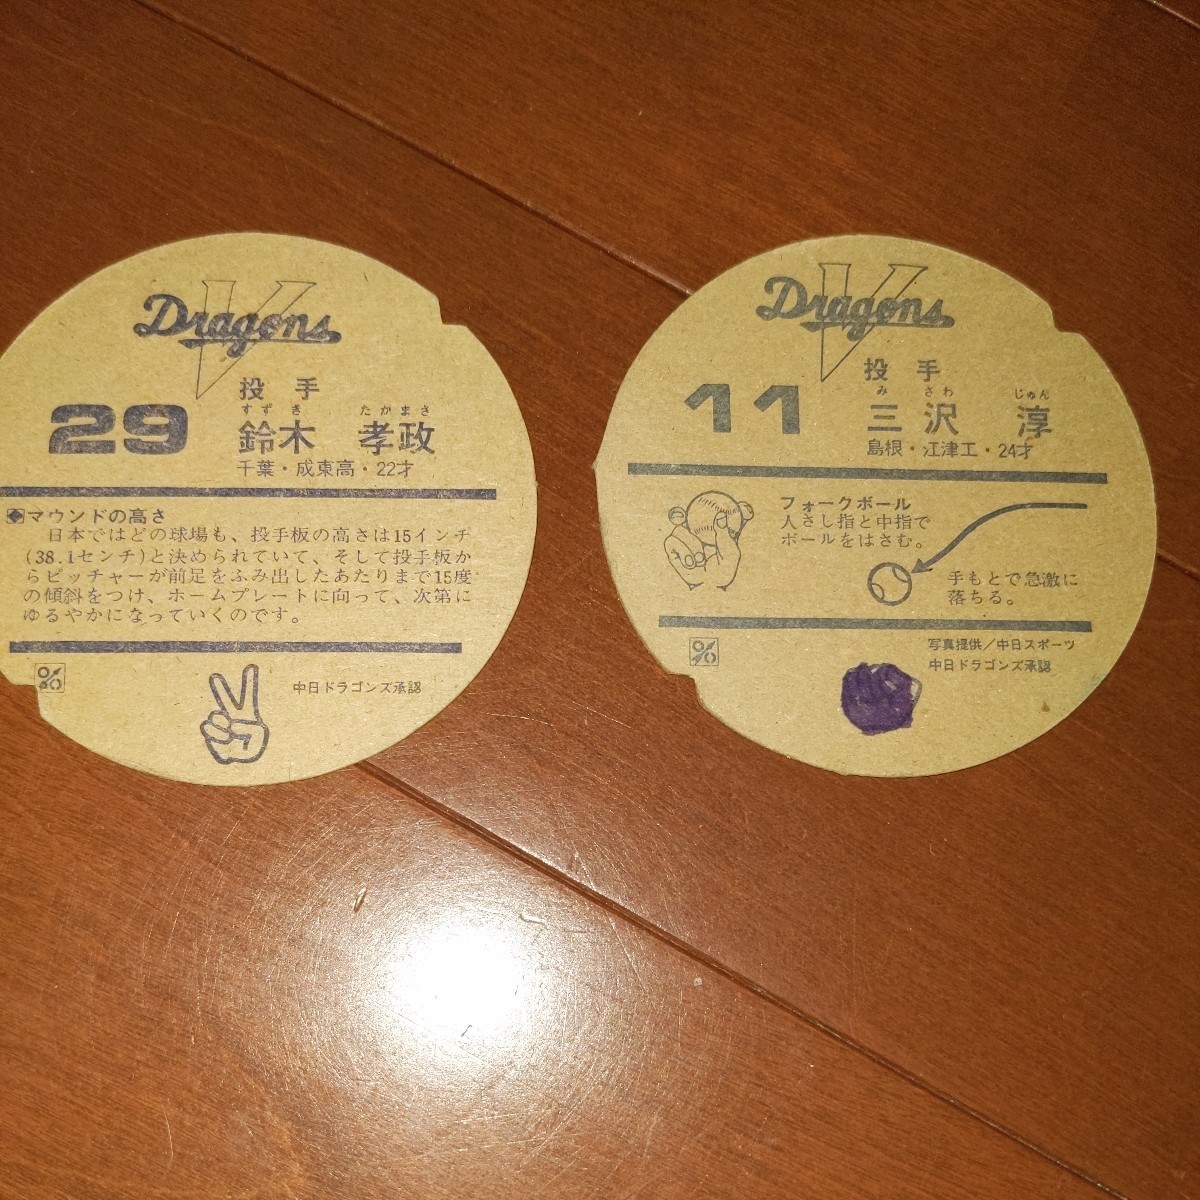 Dragons
V
投手
29
すずき たかまさ
鈴木 孝政
千葉・成東高・22才
◆マウンドの高さ
日本ではどの球場も、投手板の高さは15インチ
(38.1センチ)と決められていて、そして投手板か
らピッチャーが前足をふみ出したあたりまで15度
の傾斜をつけ、ホームプレートに向って、次第に
ゆるやかになっていくのです。
中日ドラゴンズ承認
Dragons
V
投手
11
みさわ じゅん
三沢 淳
島根・江津工・24才
フォークボール
人さし指と中指で
ボールをはさむ。
手もとで急激に
落ちる。
写真提供／中日スポーツ
中日ドラゴンズ承認